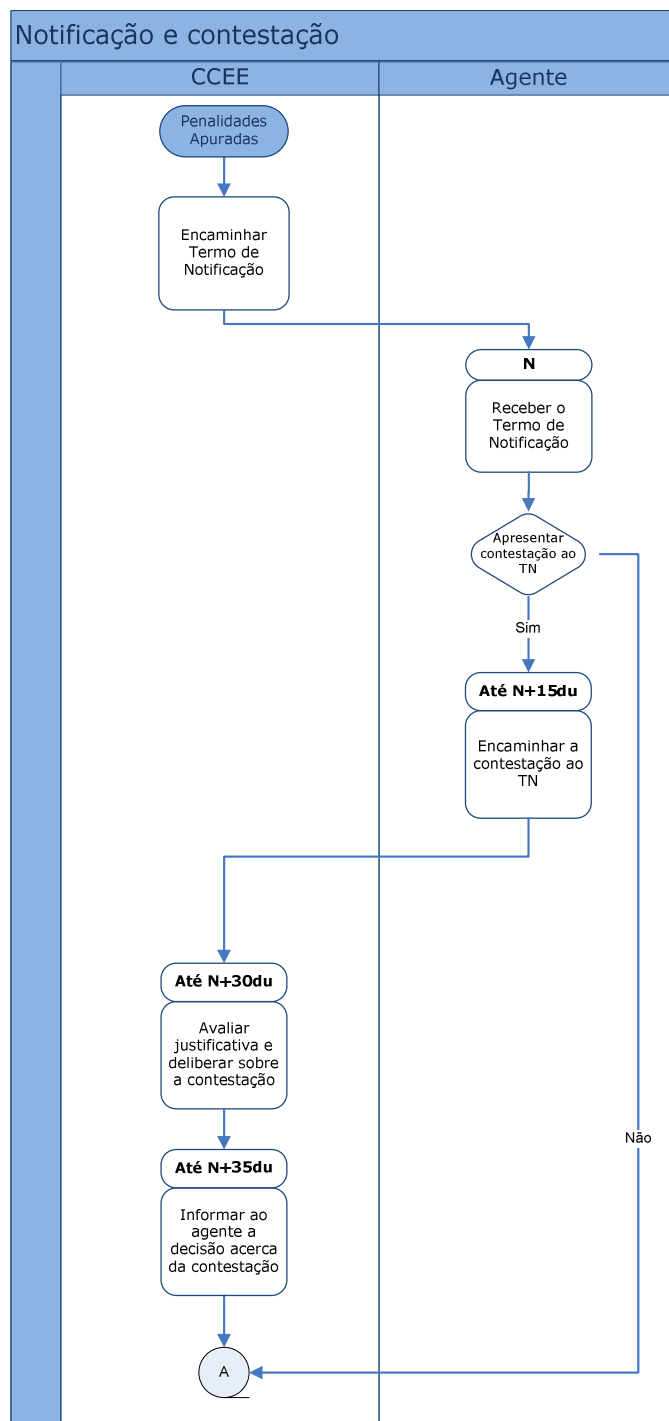 Notificação e contestação
CCEE
Agente
Penalidades
Apuradas
Encaminhar
Termo de
Notificação
N
Receber o
Termo de
Notificação
Apresentar
contestação ao
TN
Sim
Até N+15du
Encaminhar a
contestação ao
TN
Até N+30du
Avaliar
justificativa e
deliberar sobre
a contestação
Não
Até N+35du
Informar ao
agente a
decisão acerca
da contestação
A